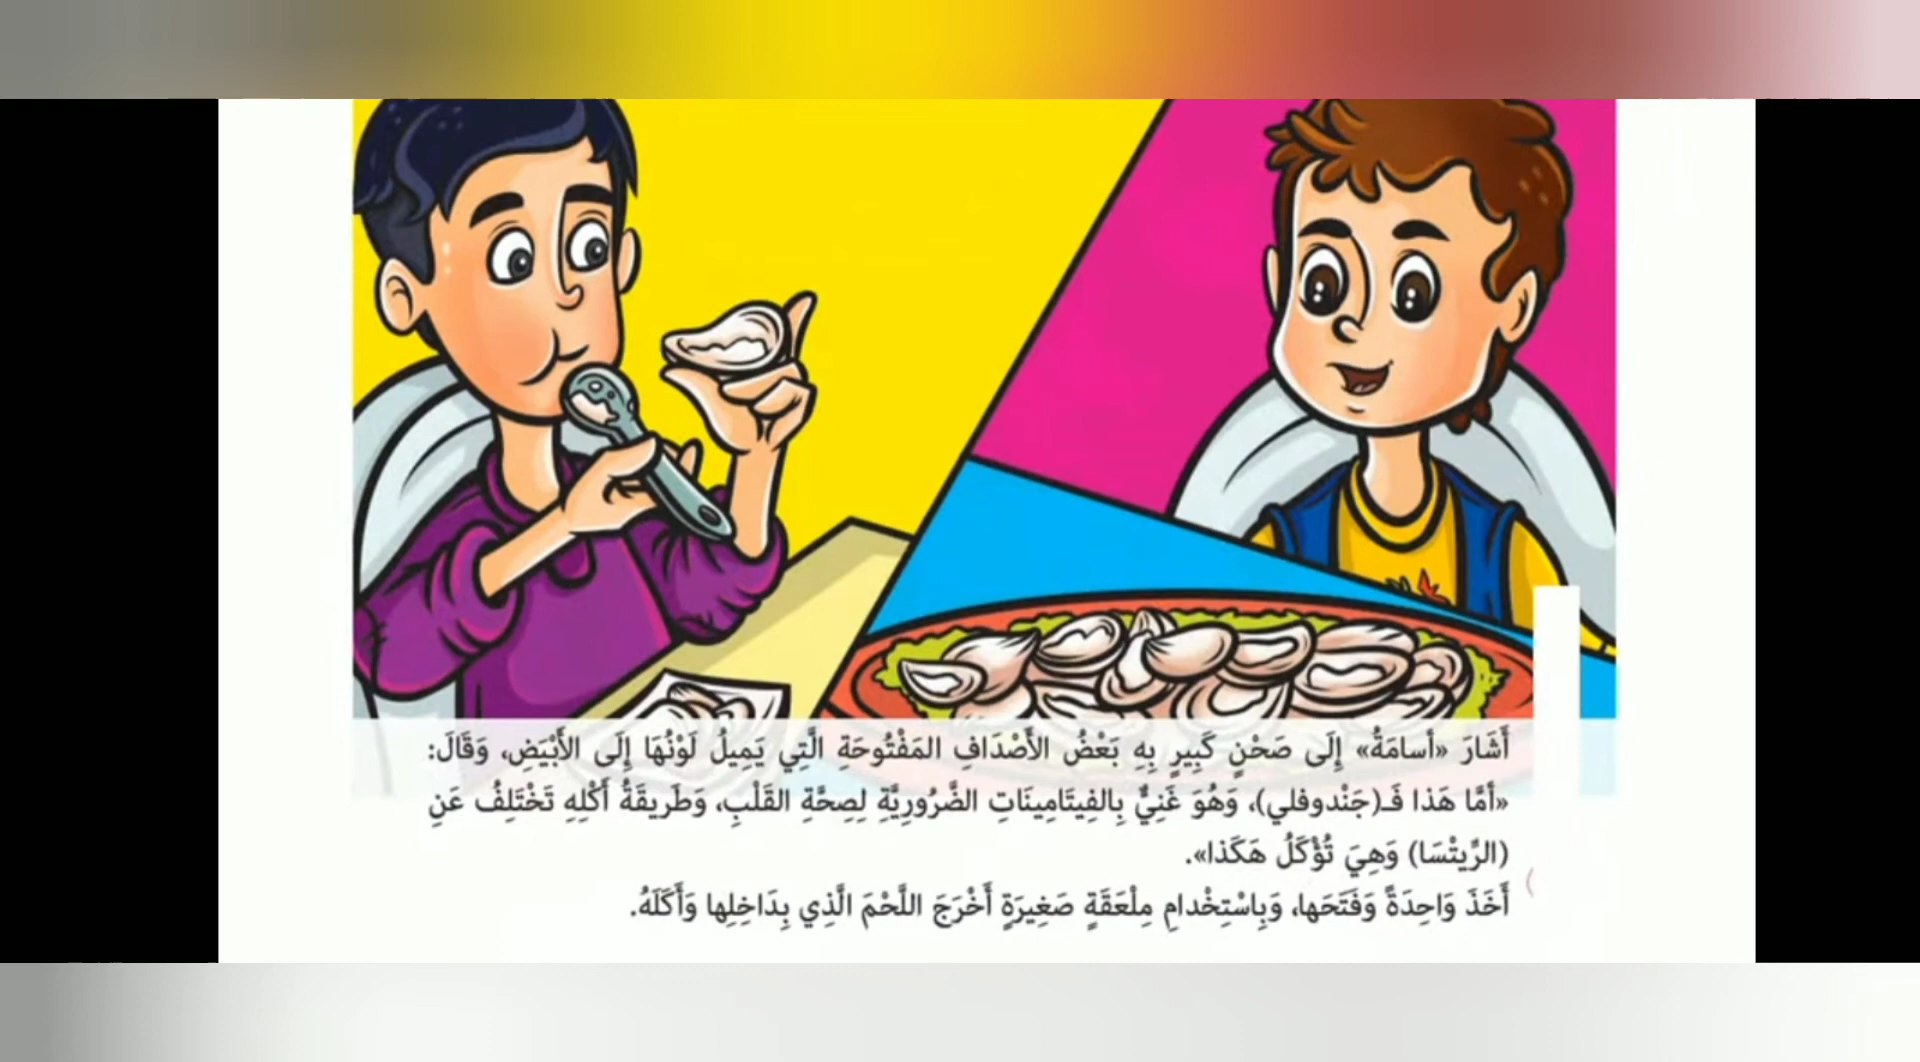 أَشَارَ «أسامَةُ» إِلَى صَحْنٍ كَبِيرٍ بِهِ بَعْضُ الأَصْدَافِ المَفْتُوحَةِ الَّتِي يَمِيلُ لَوْنُهَا إِلَى الأَبْيَضِ، وَقَالَ:
«أمَّا هَذا فَـ(جَنْدوفلي)، وَهُوَ غَنِيٌّ بِالفِيتَامِينَاتِ الضَّرُورِيَّةِ لِصِحَّةِ القَلْبِ، وَطَرِيقَةُ أَكْلِهِ تَخْتَلِفُ عَنِ
(الرِّيتْسَا) وَهِيَ تُؤْكَلُ هَكَذا».
أَخَذَ وَاحِدَةً وَفَتَحَها، وَبِاسْتِخْدامِ مِلْعَقَةٍ صَغِيرَةٍ أَخْرَجَ اللَّحْمَ الَّذِي بِدَاخِلِها وَأَكَلَهُ.